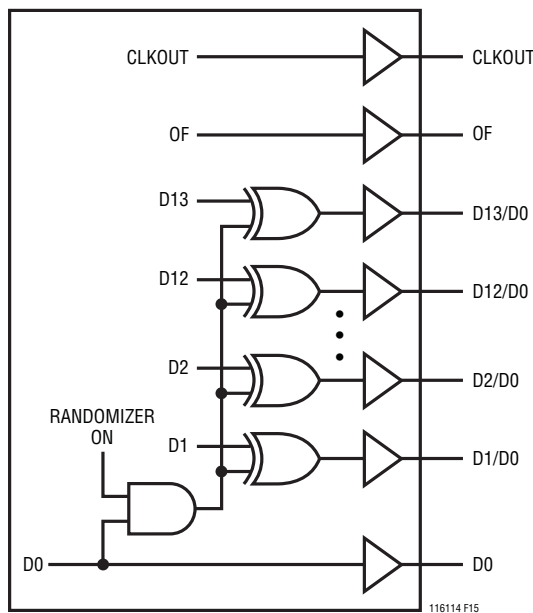 CLKOUT CLKOUT
OF OF
D13 D13/D0
D12 D12/D0
D2 D2/D0
RANDOMIZER
ON
D1 D1/D0
D0 D0
116114 F15